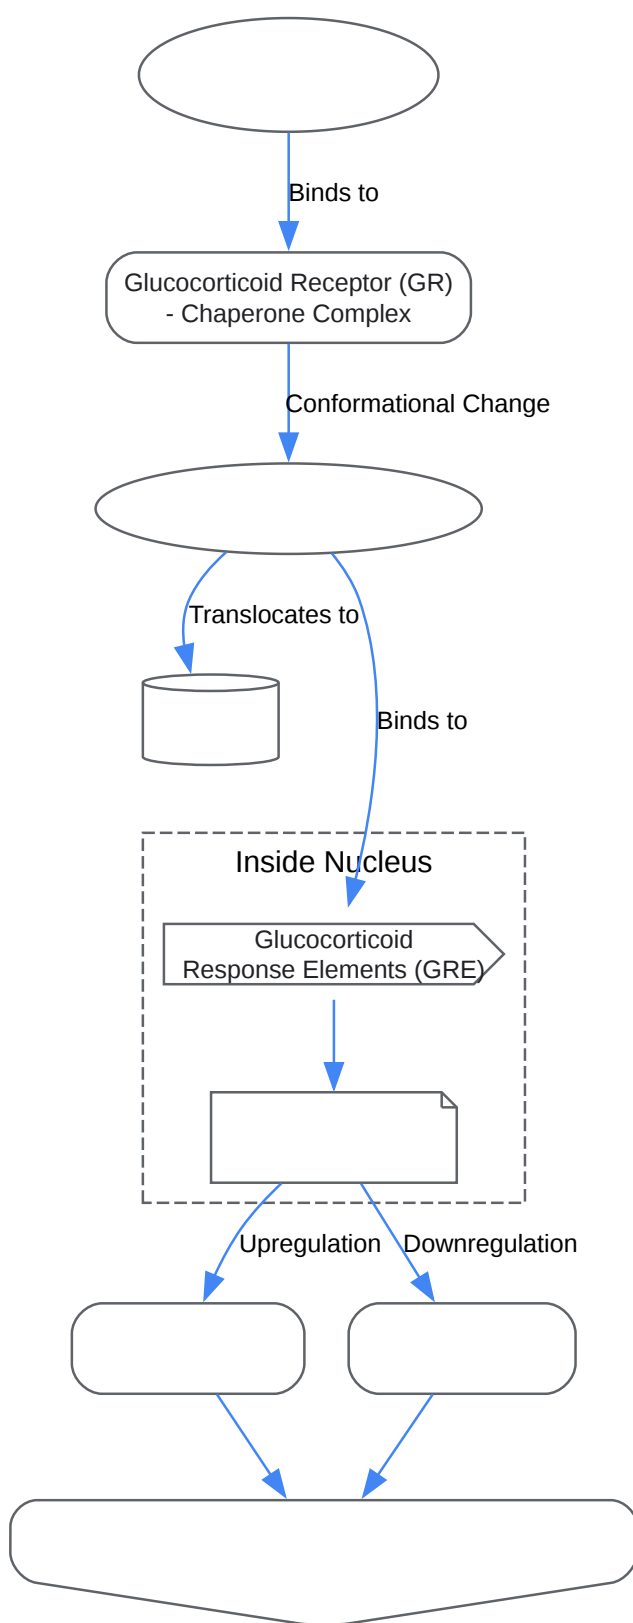 Binds to
Glucocorticoid Receptor (GR)
- Chaperone Complex
Conformational Change
Translocates to
Binds to
Inside Nucleus
Glucocorticoid
Response Elements (GRE)
Upregulation
Downregulation